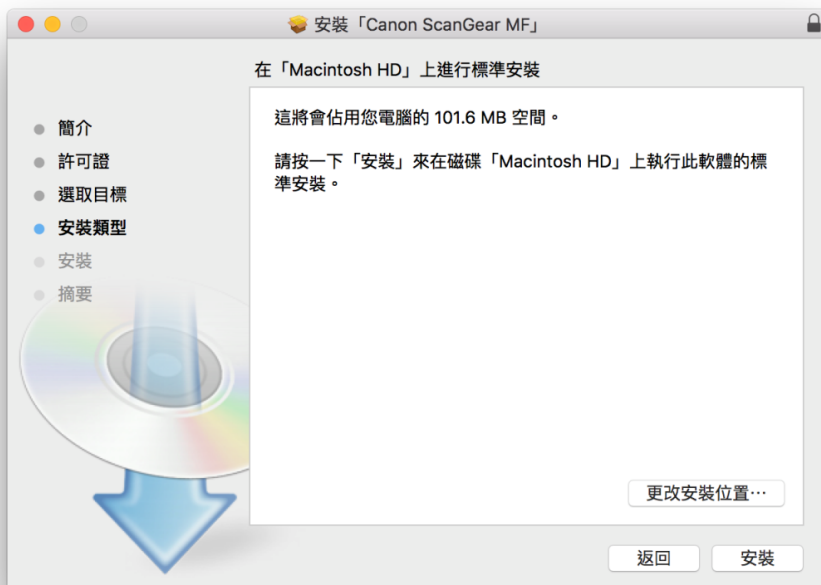 安裝「Canon ScanGear MF」
在「Macintosh HD」上進行標準安裝
簡介
許可證
選取目標
安裝類型
安裝
摘要
這將會佔用您電腦的 101.6 MB 空間。
請按一下「安裝」來在磁碟「Macintosh HD」上執行此軟體的標
準安裝。
更改安裝位置⋯
返回
安裝